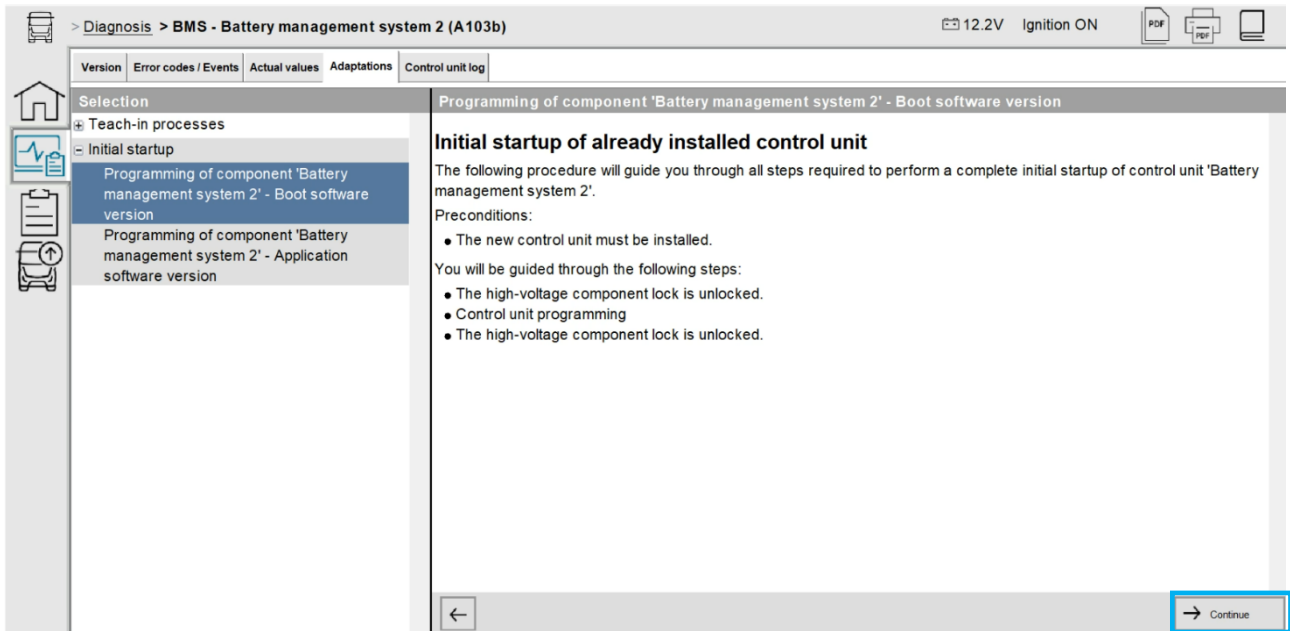 > Diagnosis > BMS - Battery management system 2 (A103b)
12.2V Ignition ON
PDF
PDF
Version Error codes / Events Actual values Adaptations Control unit log
Selection
Teach-in processes
Initial startup
Programming of component 'Battery
management system 2' - Boot software
version
Programming of component 'Battery
management system 2' - Application
software version
Programming of component 'Battery management system 2' - Boot software version
Initial startup of already installed control unit
The following procedure will guide you through all steps required to perform a complete initial startup of control unit 'Battery
management system 2'.
Preconditions:
● The new control unit must be installed.
You will be guided through the following steps:
● The high-voltage component lock is unlocked.
● Control unit programming
● The high-voltage component lock is unlocked.
Continue